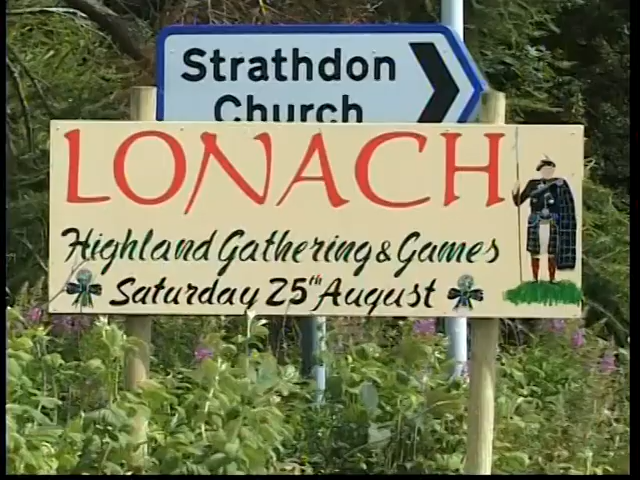 Strathdon
Church
LONACH
Highland Gathering & Games
Saturday 25th August